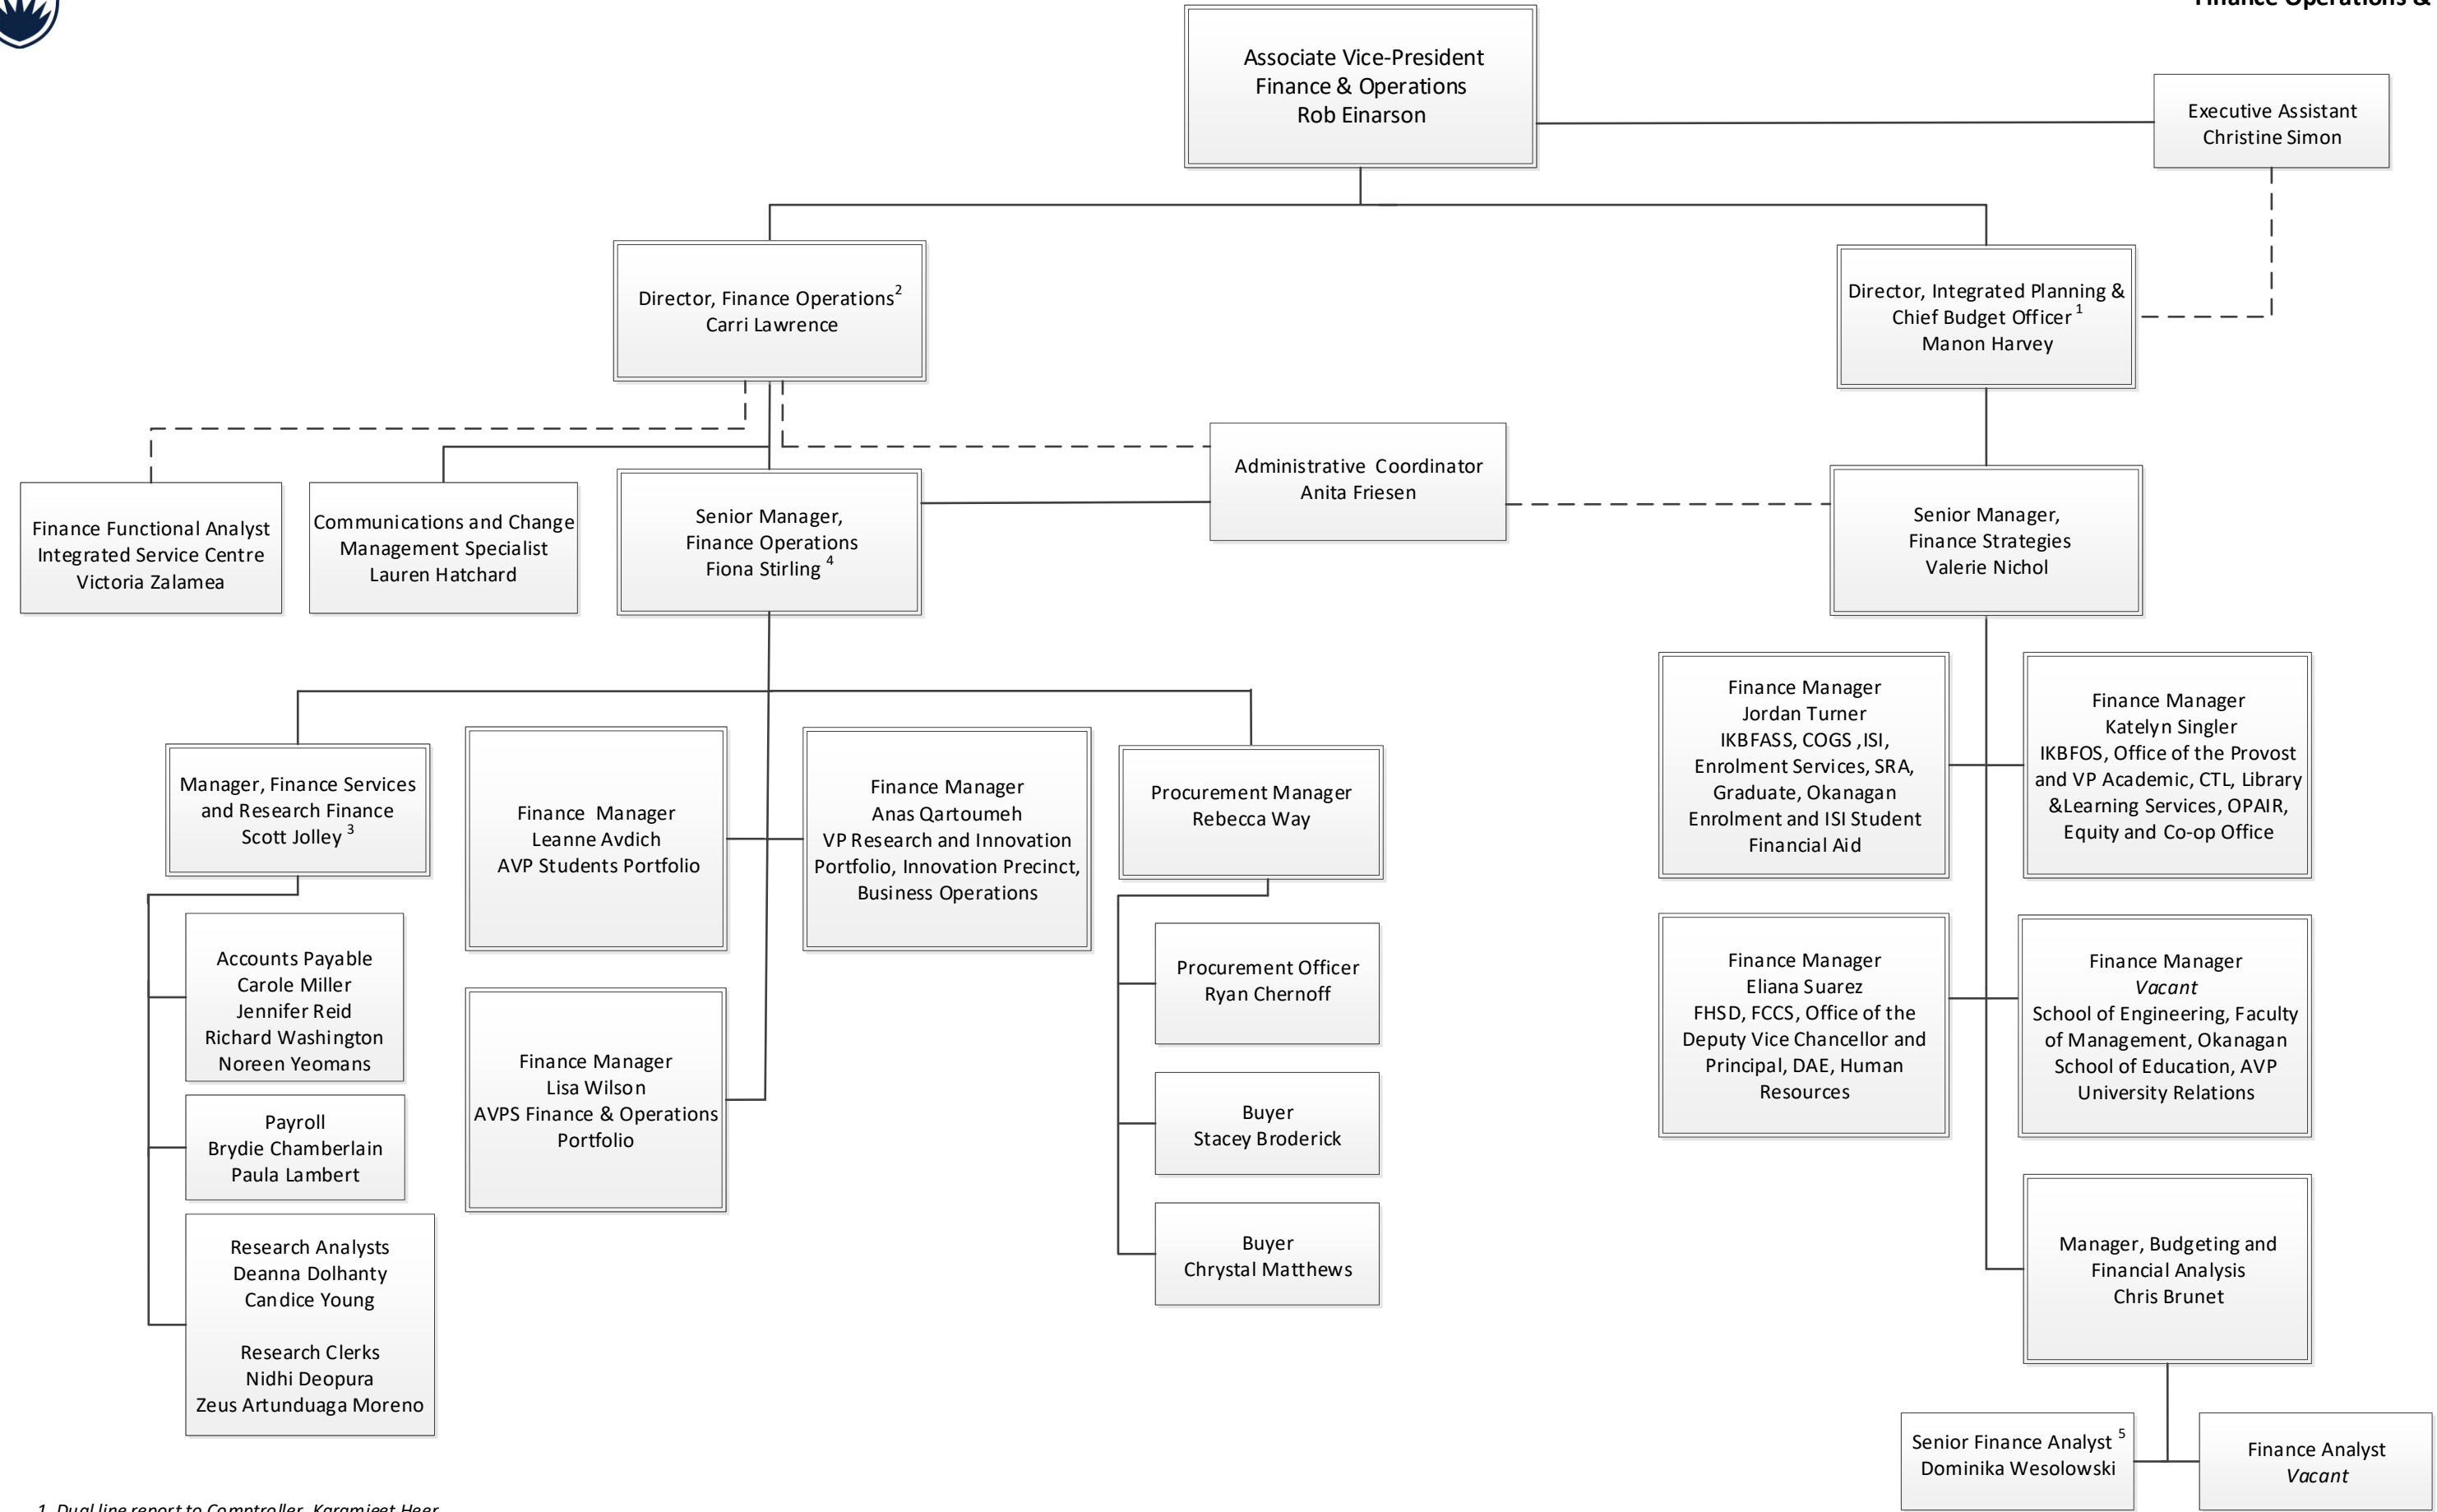 Finance Operations &
Associate Vice-President
Finance & Operations
Rob Einarson
Executive Assistant
Christine Simon
Director, Finance Operations2
Carri Lawrence
Director, Integrated Planning &
Chief Budget Officer 1
Manon Harvey
Administrative Coordinator
Anita Friesen
Finance Functional Analyst
Integrated Service Centre
Victoria Zalamea
Communications and Change
Management Specialist
Lauren Hatchard
Senior Manager,
Finance Operations
Fiona Stirling 4
Senior Manager,
Finance Strategies
Valerie Nichol
Manager, Finance Services
and Research Finance
Scott Jolley 3
Finance Manager
Leanne Avdich
AVP Students Portfolio
Finance Manager
Anas Qartoumeh
VP Research and Innovation
Portfolio, Innovation Precinct,
Business Operations
Procurement Manager
Rebecca Way
Finance Manager
Jordan Turner
IKBFASS, COGS ,ISI,
Enrolment Services, SRA,
Graduate, Okanagan
Enrolment and ISI Student
Financial Aid
Finance Manager
Katelyn Singler
IKBFOS, Office of the Provost
and VP Academic, CTL, Library
&Learning Services, OPAIR,
Equity and Co-op Office
Accounts Payable
Carole Miller
Jennifer Reid
Richard Washington
Noreen Yeomans
Payroll
Brydie Chamberlain
Paula Lambert
Research Analysts
Deanna Dolhanty
Candice Young
Research Clerks
Nidhi Deopura
Zeus Artunduaga Moreno
Finance Manager
Lisa Wilson
AVPS Finance & Operations
Portfolio
Procurement Officer
Ryan Chernoff
Buyer
Stacey Broderick
Buyer
Chrystal Matthews
Finance Manager
Eliana Suarez
FHSD, FCCS, Office of the
Deputy Vice Chancellor and
Principal, DAE, Human
Resources
Finance Manager
Vacant
School of Engineering, Faculty
of Management, Okanagan
School of Education, AVP
University Relations
Manager, Budgeting and
Financial Analysis
Chris Brunet
Senior Finance Analyst 5
Dominika Wesolowski
Finance Analyst
Vacant
1. Dual line report to Comptroller, Karamjeet Heer